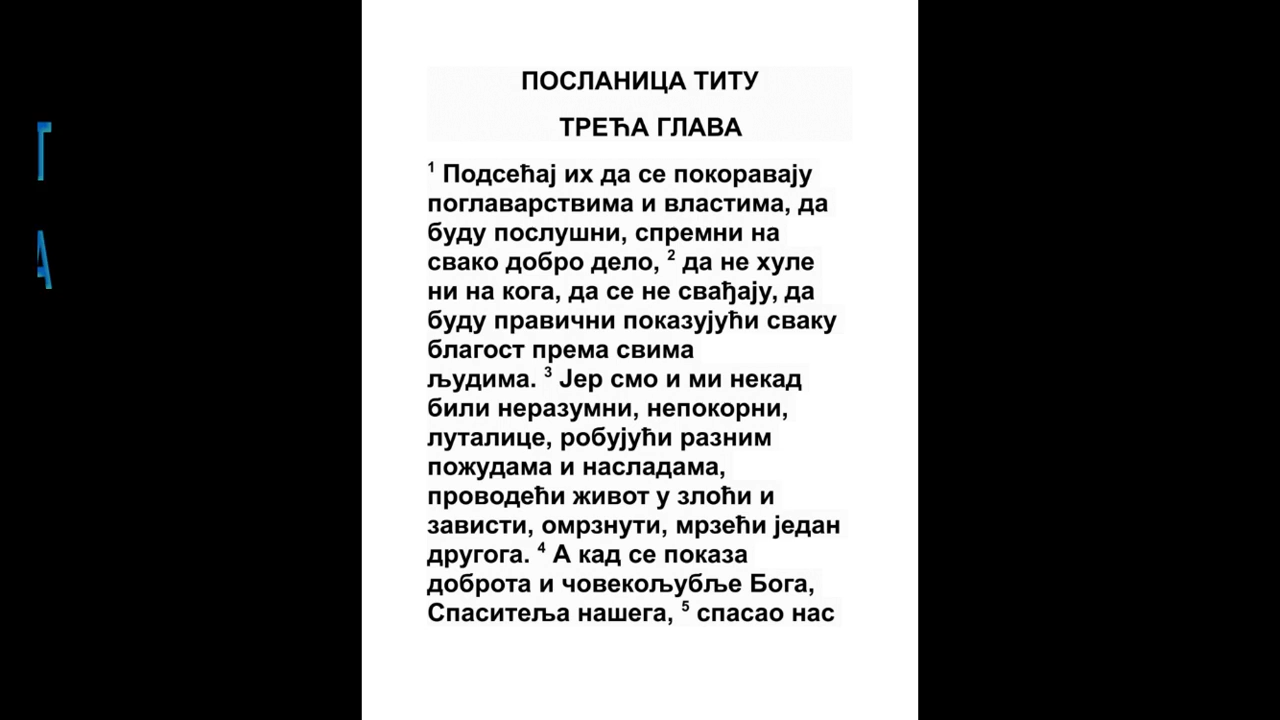 ПОСЛАНИЦА ТИТУ
ТРЕЋА ГЛАВА
1 Подсећај их да се покоравају
поглаварствима и властима, да
буду послушни, спремни на
свако добро дело, 2 да не хуле
ни на кога, да се не свађају, да
буду правични показујући сваку
благост према свима
људима. 3 Јер смо и ми некад
били неразумни, непокорни,
луталице, робујући разним
пожудама и насладама,
проводећи живот у злоћи и
зависти, омрзнути, мрзећи један
другога. 4 А кад се показа
доброта и човекољубље Бога,
Спаситеља нашега, 5 спасао нас